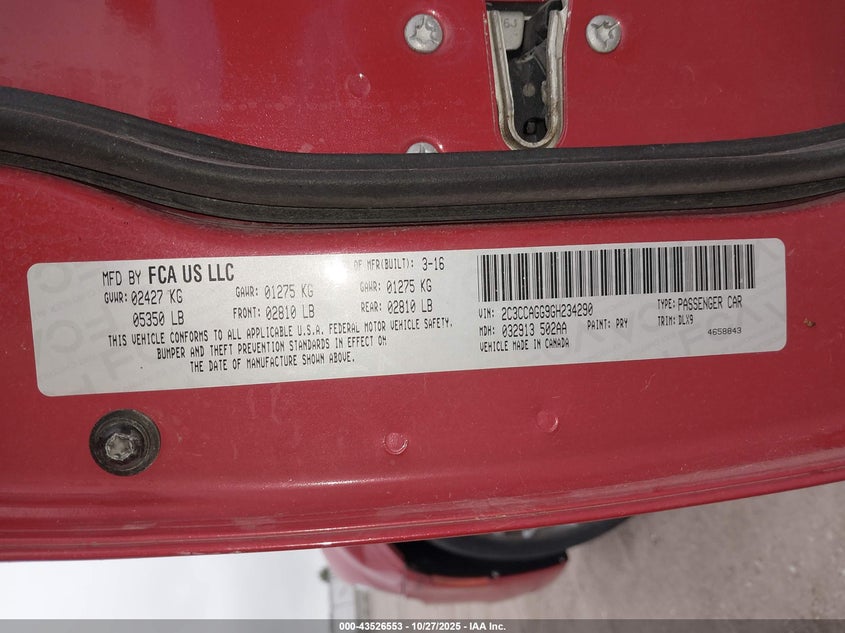 6J
MFD BY FCA US LLC
OF MFR(BUILT): 3-16
GVWR: 02427 KG
GAWR: 01275 KG
GAWR: 01275 KG
05350 LB
FRONT: 02810 LB
REAR: 02810 LB
THIS VEHICLE CONFORMS TO ALL APPLICABLE U.S.A. FEDERAL MOTOR VEHICLE SAFETY,
BUMPER AND THEFT PREVENTION STANDARDS IN EFFECT ON
THE DATE OF MANUFACTURE SHOWN ABOVE.
VIN: 2C3CCAGG9GH234290
TYPE: PASSENGER CAR
MDH: 032913 502AA
PAINT: PRY
TRIM: DLX9
VEHICLE MADE IN CANADA
4658843
000-43526553 - 10/27/2025 - IAA Inc.